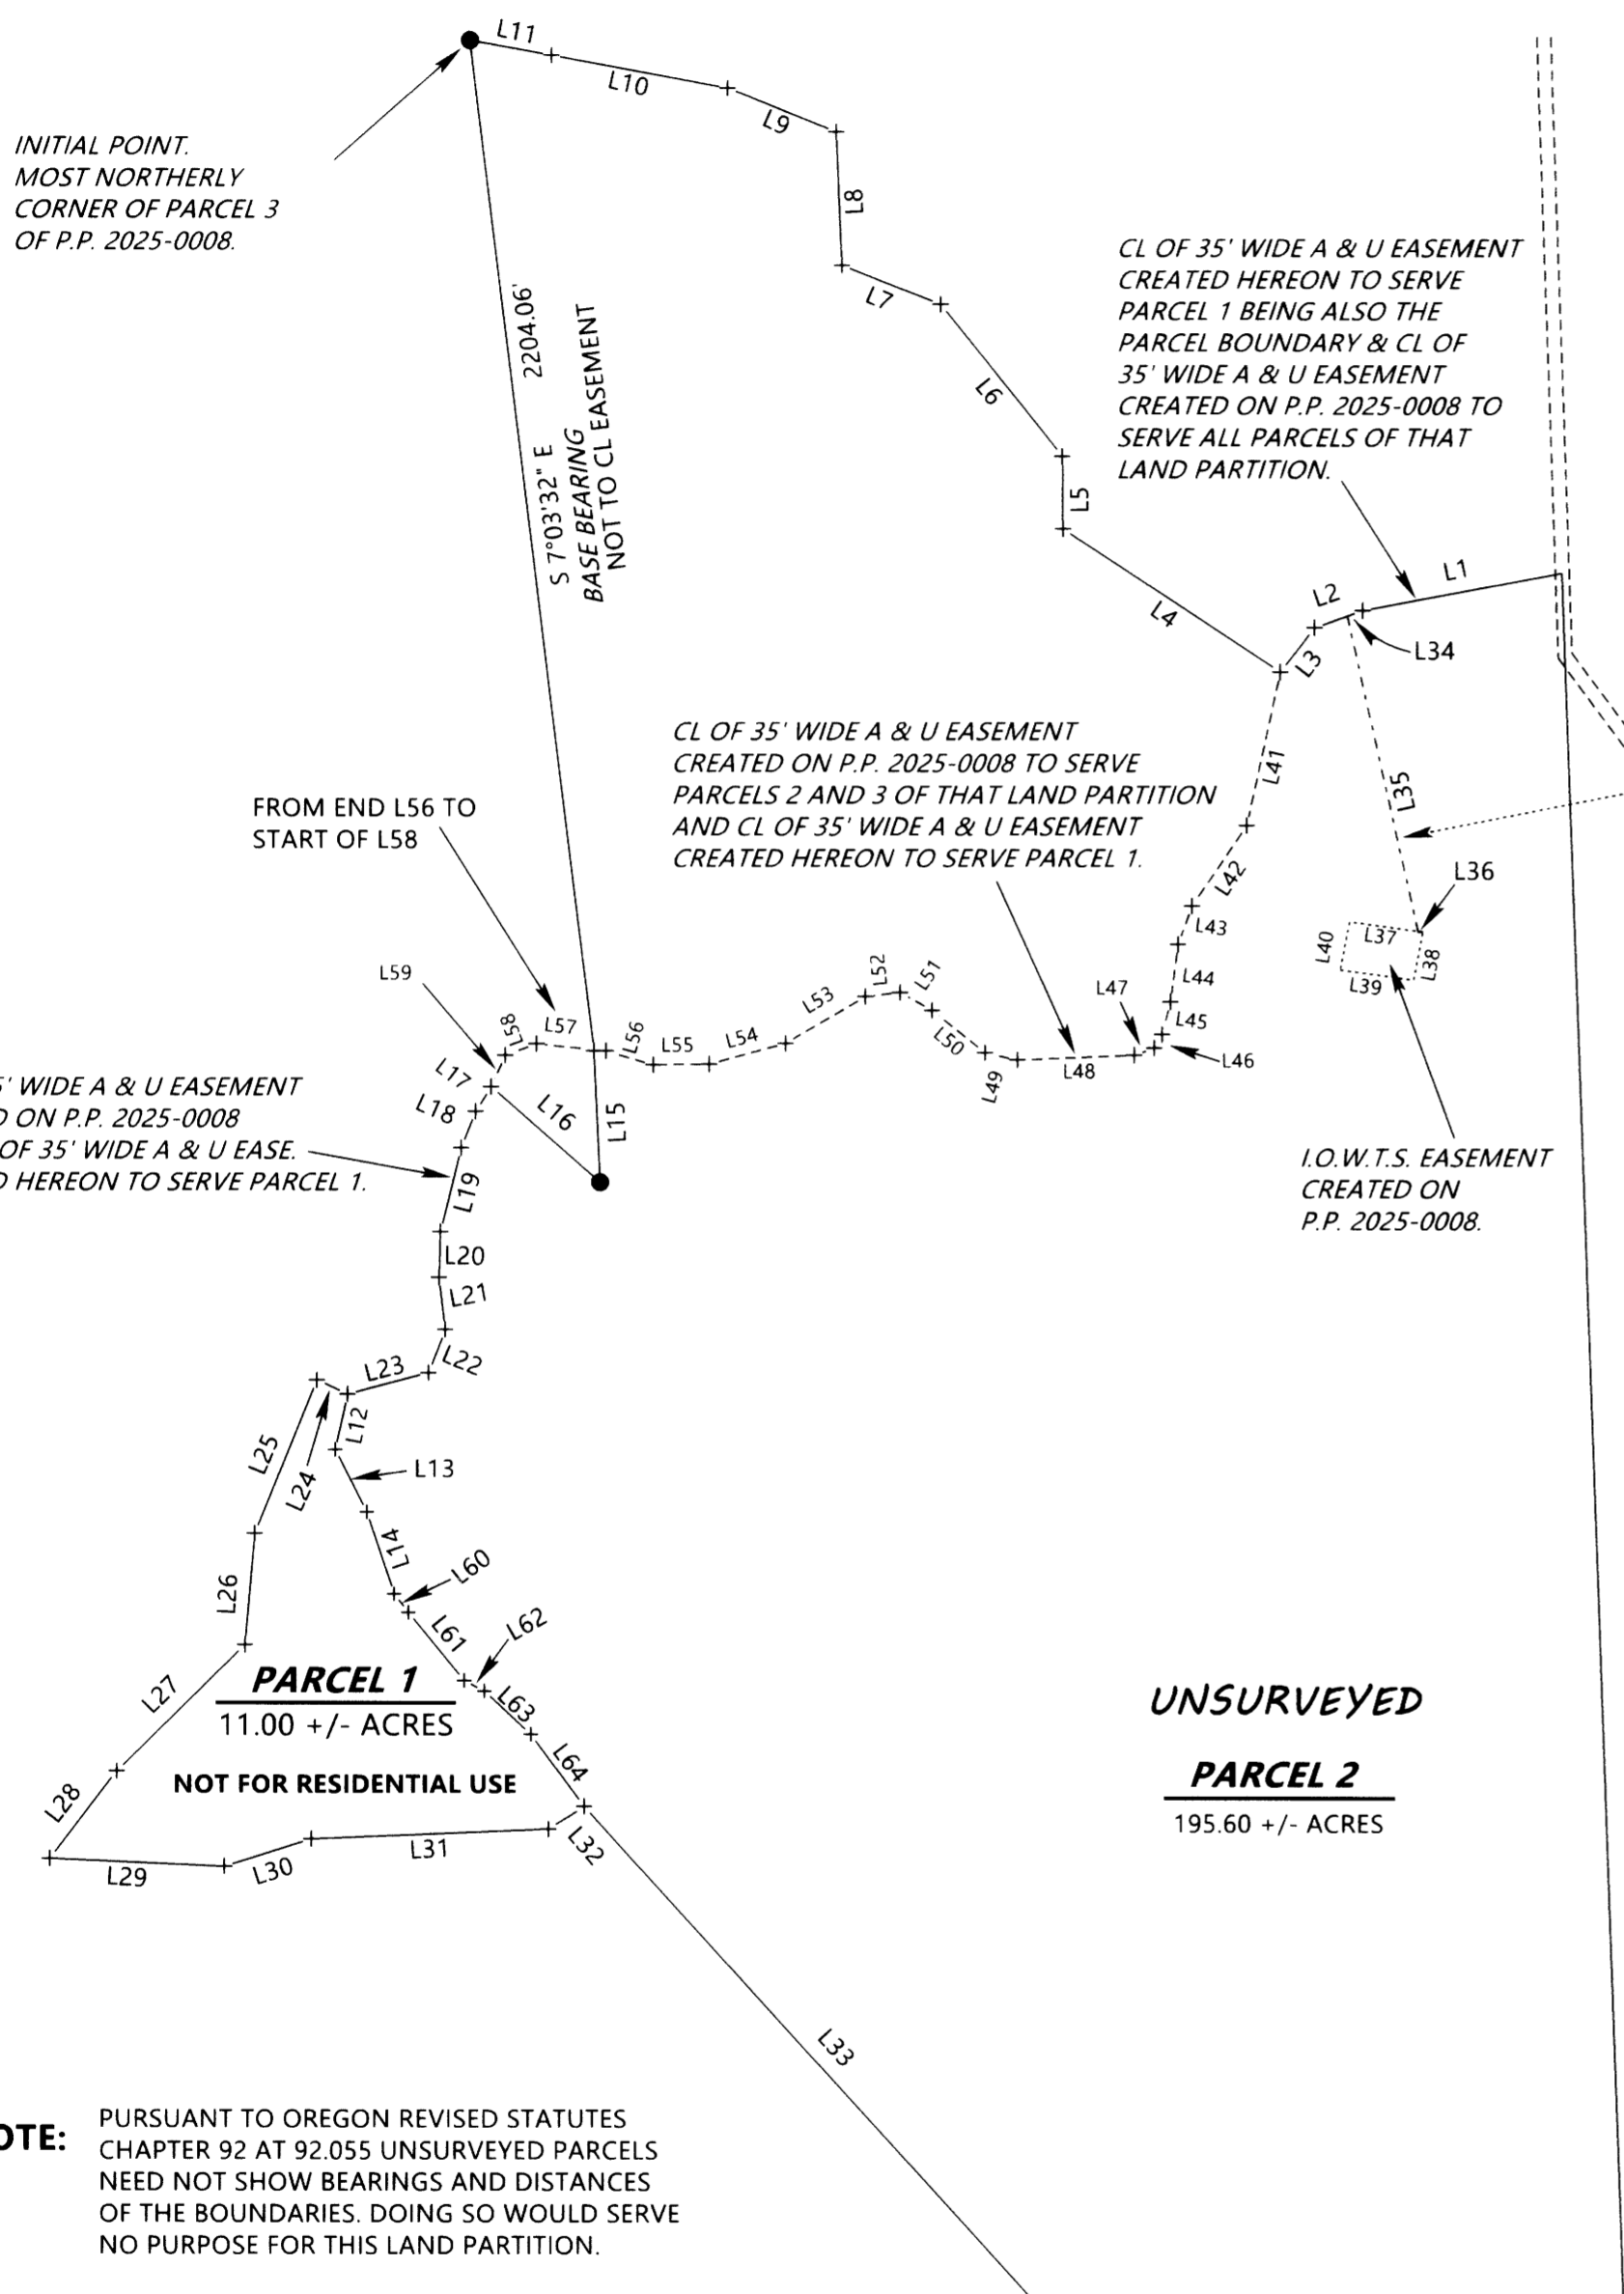 L11
L10
L9
L8
L7
L6
L5
L4
L3
L2
L1
INITIAL POINT.
MOST NORTHERLY
CORNER OF PARCEL 3
OF P.P. 2025-0008.
S 7°03'32" E 2204.06'
BASE BEARING
NOT TO CL EASEMENT
CL OF 35' WIDE A & U EASEMENT
CREATED HEREON TO SERVE
PARCEL 1 BEING ALSO THE
PARCEL BOUNDARY & CL OF
35' WIDE A & U EASEMENT
CREATED ON P.P. 2025-0008 TO
SERVE ALL PARCELS OF THAT
LAND PARTITION.
L34
L35
L36
L37
L38
L39
L40
L41
L42
L43
L44
L45
L46
L47
L48
L49
L50
L51
L52
L53
L54
L55
L56
L57
L58
L59
CL OF 35' WIDE A & U EASEMENT
CREATED ON P.P. 2025-0008 TO SERVE
PARCELS 2 AND 3 OF THAT LAND PARTITION
AND CL OF 35' WIDE A & U EASEMENT
CREATED HEREON TO SERVE PARCEL 1.
FROM END L56 TO
START OF L58
I.O.W.T.S. EASEMENT
CREATED ON
P.P. 2025-0008.
' WIDE A & U EASEMENT
ON P.P. 2025-0008
OF 35' WIDE A & U EASE.
HEREON TO SERVE PARCEL 1.
L15
L16
L17
L18
L19
L20
L21
L22
L23
L24
L12
L13
L14
L25
L26
L27
L28
L29
L30
L31
L32
L60
L61
L62
L63
L64
L33
PARCEL 1
11.00 +/- ACRES
NOT FOR RESIDENTIAL USE
UNSURVEYED
PARCEL 2
195.60 +/- ACRES
OTE: PURSUANT TO OREGON REVISED STATUTES
CHAPTER 92 AT 92.055 UNSURVEYED PARCELS
NEED NOT SHOW BEARINGS AND DISTANCES
OF THE BOUNDARIES. DOING SO WOULD SERVE
NO PURPOSE FOR THIS LAND PARTITION.